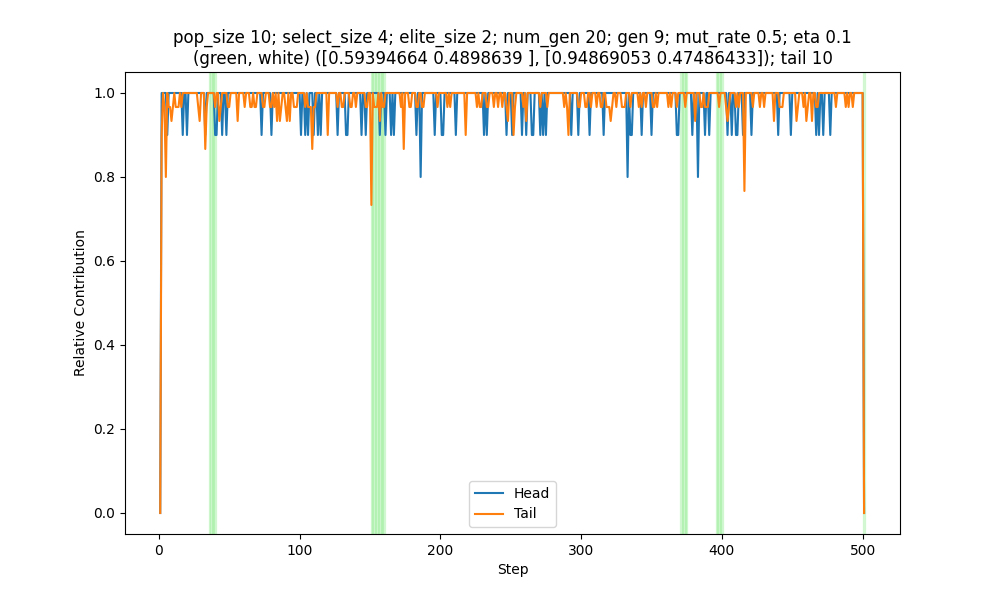 pop_size 10; select_size 4; elite_size 2; num_gen 20; gen 9; mut_rate 0.5; eta 0.1
(green, white) ([0.59394664 0.4898639 ], [0.94869053 0.47486433]); tail 10
1.0
0.8
0.6
0.4
0.2
0.0
Relative Contribution
Head
Tail
0
100
200
300
400
500
Step